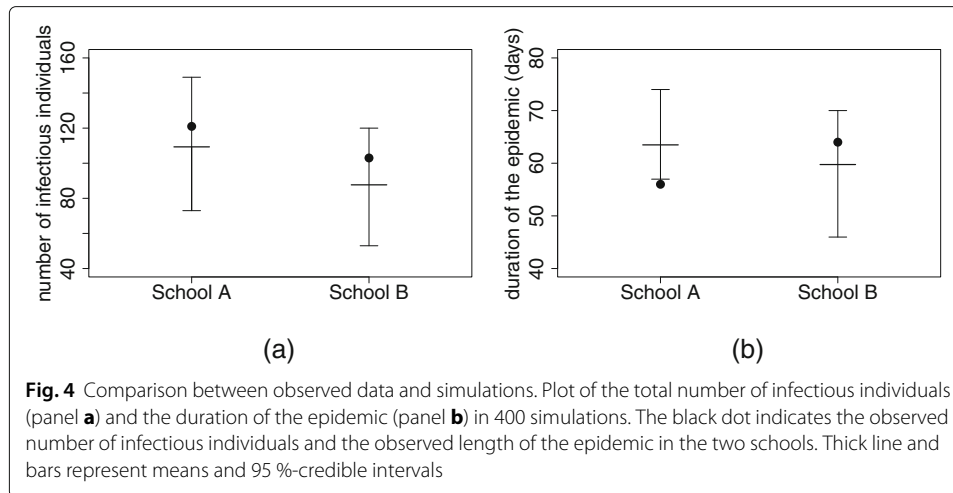 160
120
80
40
number of infectious individuals
School A
School B
(a)
80
70
60
50
40
duration of the epidemic (days)
School A
School B
(b)
Fig. 4 Comparison between observed data and simulations. Plot of the total number of infectious individuals
(panel a) and the duration of the epidemic (panel b) in 400 simulations. The black dot indicates the observed
number of infectious individuals and the observed length of the epidemic in the two schools. Thick line and
bars represent means and 95 %-credible intervals